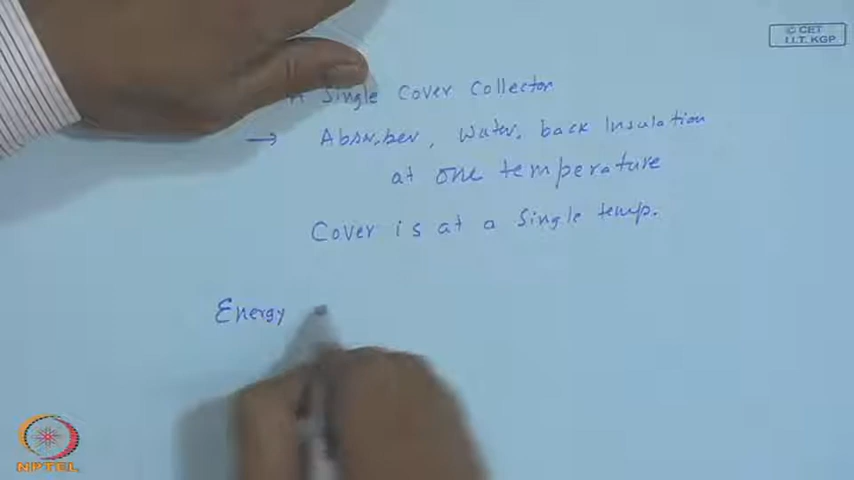 © CET
I.I.T. KGP
Single Cover Collector
→ Absorber, Water, back Insulation
at one temperature
Cover is at a Single temp.
Energy
NPTEL